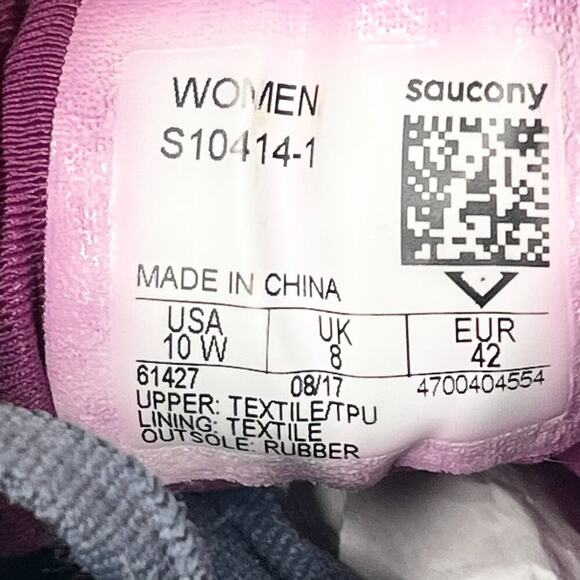 WOMEN
S10414-1
saucony
MADE IN CHINA
USA
10 W
UK
8
EUR
42
61427
08/17
4700404554
UPPER: TEXTILE/TPU
LINING: TEXTILE
OUTSOLE: RUBBER